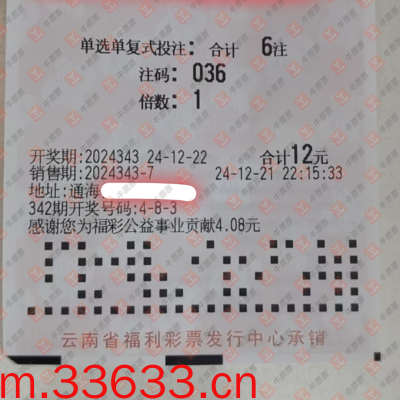 单选单复式投注: 合计 6注
注码: 036
倍数: 1
开奖期:2024343 24-12-22 合计12元
销售期:2024343-7 24-12-21 22:15:33
地址:通海
342期开奖号码:4-8-3
感谢您为福彩公益事业贡献4.08元
云南省福利彩票发行中心承销
m.33633.cn